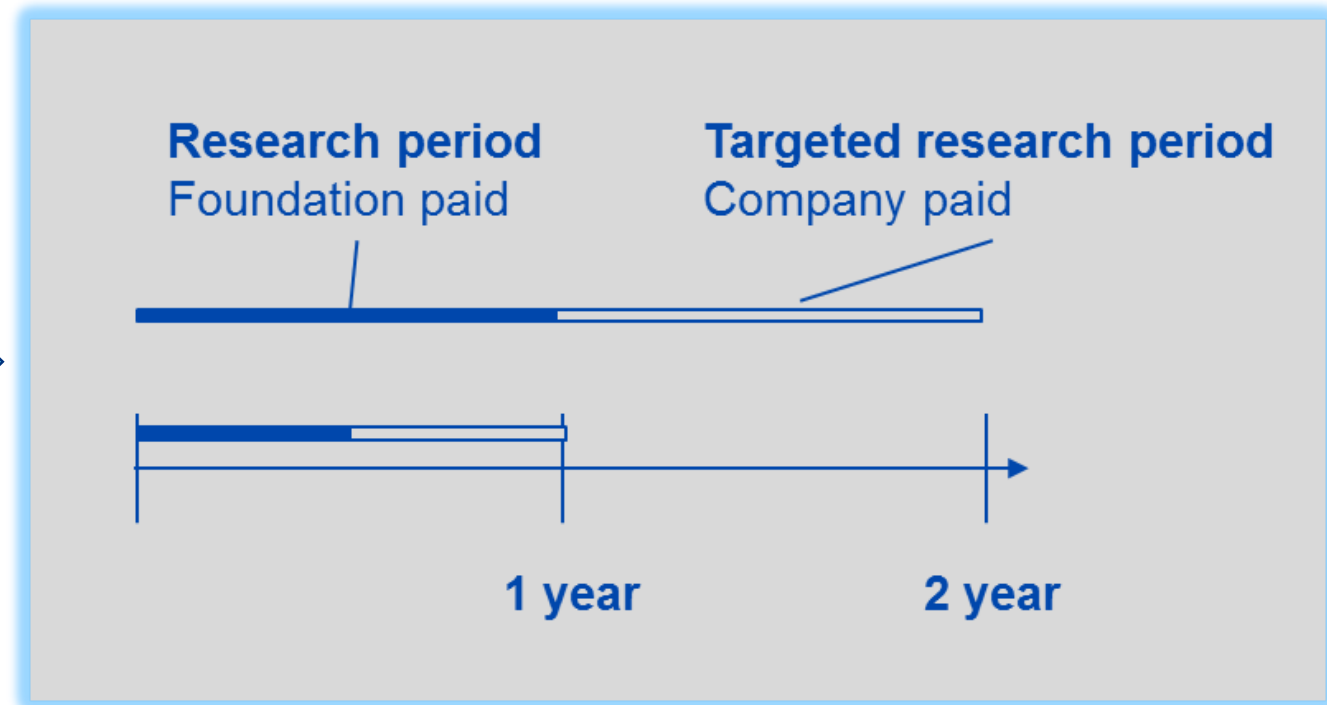 Research period
Foundation paid
Targeted research period
Company paid
1 year
2 year